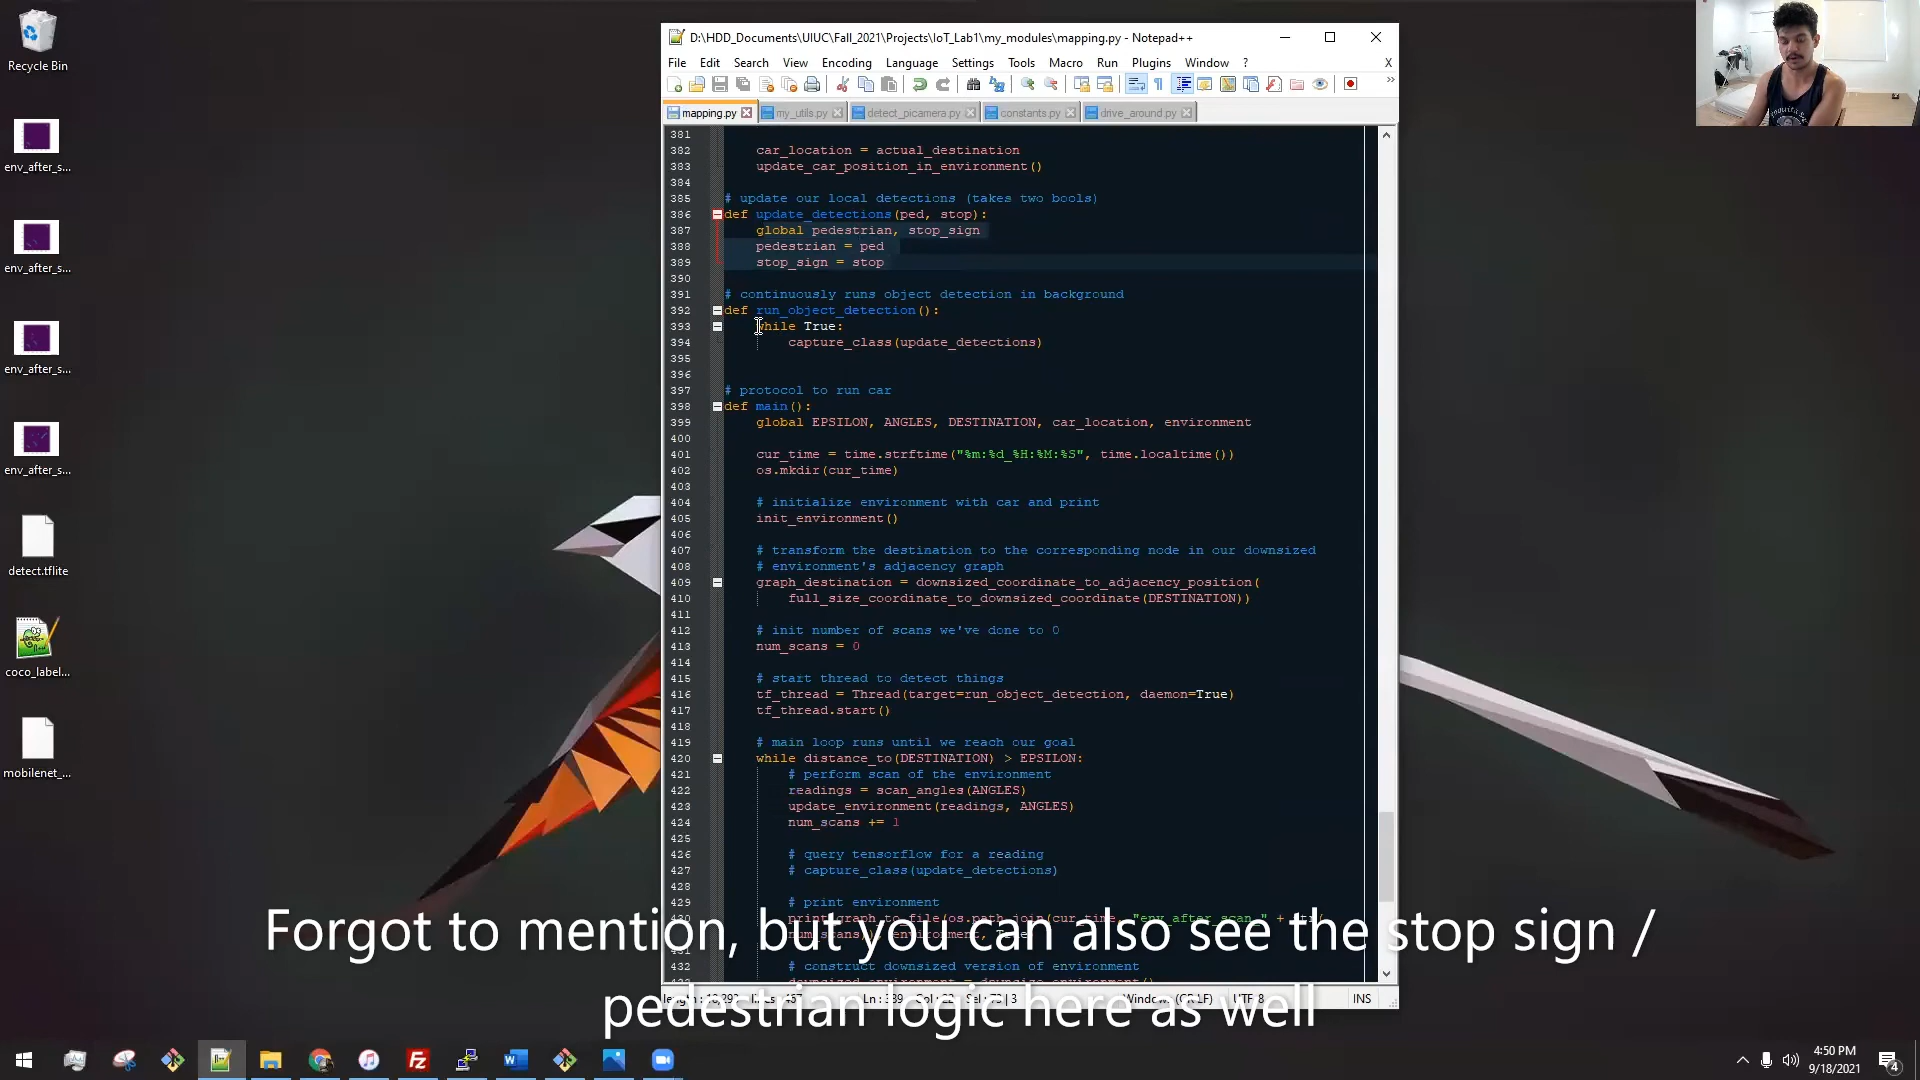 Recycle Bin
env_after_s...
env_after_s...
env_after_s...
env_after_s...
detect.tflite
coco_label...
mobilenet_...
D:\HDD_Documents\UIUC\Fall_2021\Projects\IoT_Lab1\my_modules\mapping.py - Notepad++
File Edit Search View Encoding Language Settings Tools Macro Run Plugins Window ? X
mapping.py my_utils.py detect_picamera.py constants.py drive_around.py
381
382 car_location = actual_destination
383 update_car_position_in_environment()
384
385 # update our local detections (takes two bools)
386 def update_detections(ped, stop):
387 global pedestrian, stop_sign
388 pedestrian = ped
389 stop_sign = stop
390
391 # continuously runs object detection in background
392 def run_object_detection():
393 while True:
394 capture_class(update_detections)
395
396
397 # protocol to run car
398 def main():
399 global EPSILON, ANGLES, DESTINATION, car_location, environment
400
401 cur_time = time.strftime("%m:%d_%H:%M:%S", time.localtime())
402 os.mkdir(cur_time)
403
404 # initialize environment with car and print
405 init_environment()
406
407 # transform the destination to the corresponding node in our downsized
408 # environment's adjacency graph
409 graph_destination = downsized_coordinate_to_adjacency_position(
410 full_size_coordinate_to_downsized_coordinate(DESTINATION))
411
412 # init number of scans we've done to 0
413 num_scans = 0
414
415 # start thread to detect things
416 tf_thread = Thread(target=run_object_detection, daemon=True)
417 tf_thread.start()
418
419 # main loop runs until we reach our goal
420 while distance_to(DESTINATION) > EPSILON:
421 # perform scan of the environment
422 readings = scan_angles(ANGLES)
423 update_environment(readings, ANGLES)
424 num_scans += 1
425
426 # query tensorflow for a reading
427 # capture_class(update_detections)
428
429 # print environment
432 # construct downsized version of environment
Forgot to mention, but you can also see the stop sign /
pedestrian logic here as well
Windows (CR LF) UTF-8 INS
4:50 PM
9/18/2021
4